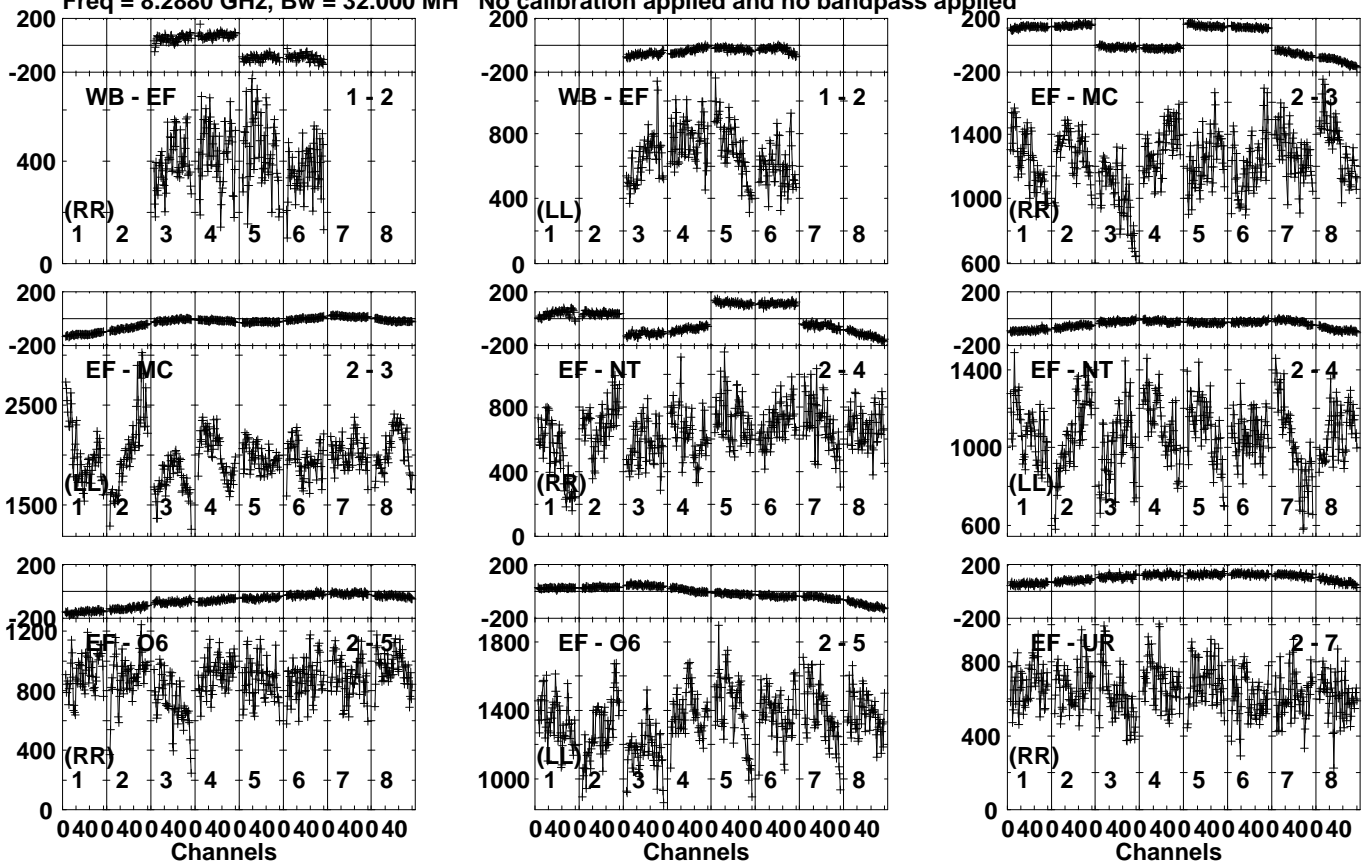 Freq = 8.2880 GHz, Bw = 32.000 MH No calibration applied and no bandpass applied
200
-200
WB - EF 1 - 2
400
(RR)
1 2 3 4 5 6 7 8
0
200
-200
WB - EF 1 - 2
800
400
(LL)
1 2 3 4 5 6 7 8
0
200
-200
EF - MC 2 - 3
1400
1000
(RR)
1 2 3 4 5 6 7 8
600
200
-200
EF - MC 2 - 3
2500
(LL)
1 2 3 4 5 6 7 8
1500
200
-200
EF - NT 2 - 4
800
400
(RR)
1 2 3 4 5 6 7 8
0
200
-200
EF - NT 2 - 4
1400
1000
(LL)
1 2 3 4 5 6 7 8
600
200
-200
1200
EF - O6 2 - 5
800
400
(RR)
1 2 3 4 5 6 7 8
0
0 40 0 40 0 40 0 40 0 40 0 40 0 40 0 40
Channels
200
-200
1800
EF - O6 2 - 5
1400
(LL)
1000
1 2 3 4 5 6 7 8
0 40 0 40 0 40 0 40 0 40 0 40 0 40 0 40
Channels
200
-200
EF - UR 2 - 7
800
400
(RR)
1 2 3 4 5 6 7 8
0
0 40 0 40 0 40 0 40 0 40 0 40 0 40 0 40
Channels